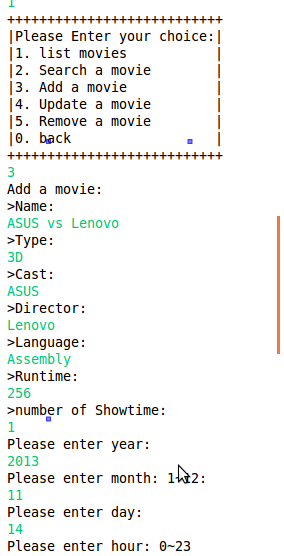 1
+++++++++++++++++++++++++++
|Please Enter your choice:|
|1. list movies           |
|2. Search a movie        |
|3. Add a movie           |
|4. Update a movie        |
|5. Remove a movie        |
|0. back                  |
+++++++++++++++++++++++++++
3
Add a movie:
>Name:
ASUS vs Lenovo
>Type:
3D
>Cast:
ASUS
>Director:
Lenovo
>Language:
Assembly
>Runtime:
256
>number of Showtime:
1
Please enter year:
2013
Please enter month: 1~12:
11
Please enter day:
14
Please enter hour: 0~23